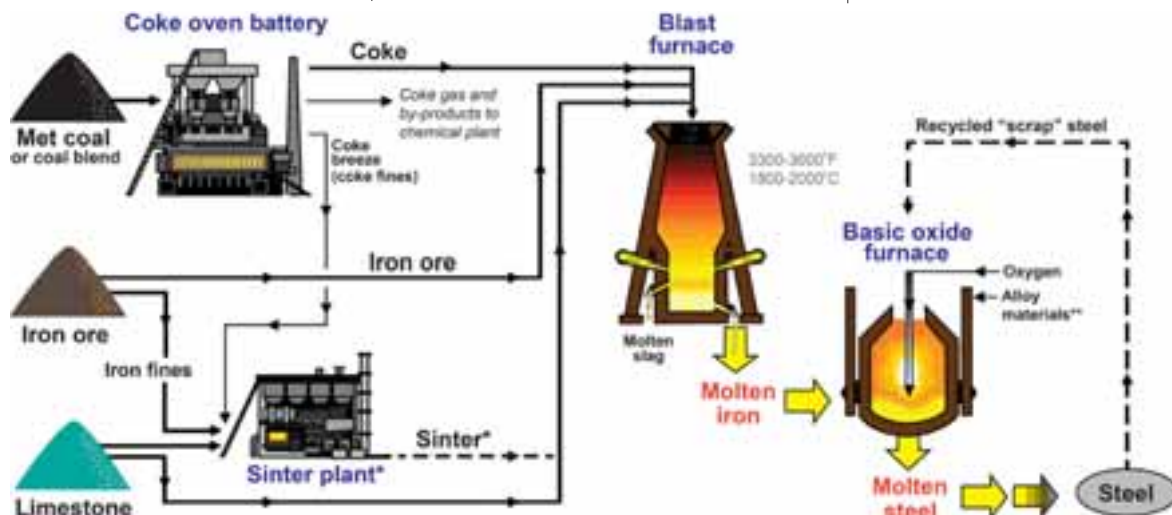 Coke oven battery
Met coal
or coal blend
Coke
Coke gas and
by-products to
chemical plant
Coke
breeze
(coke fines)
Blast
furnace
3300-3600°F
1800-2000°C
Iron ore
Iron ore
Iron fines
Limestone
Sinter plant*
Sinter*
Molten
slag
Molten
iron
Recycled "scrap" steel
Basic oxide
furnace
Oxygen
Alloy
materials**
Molten
steel
Steel